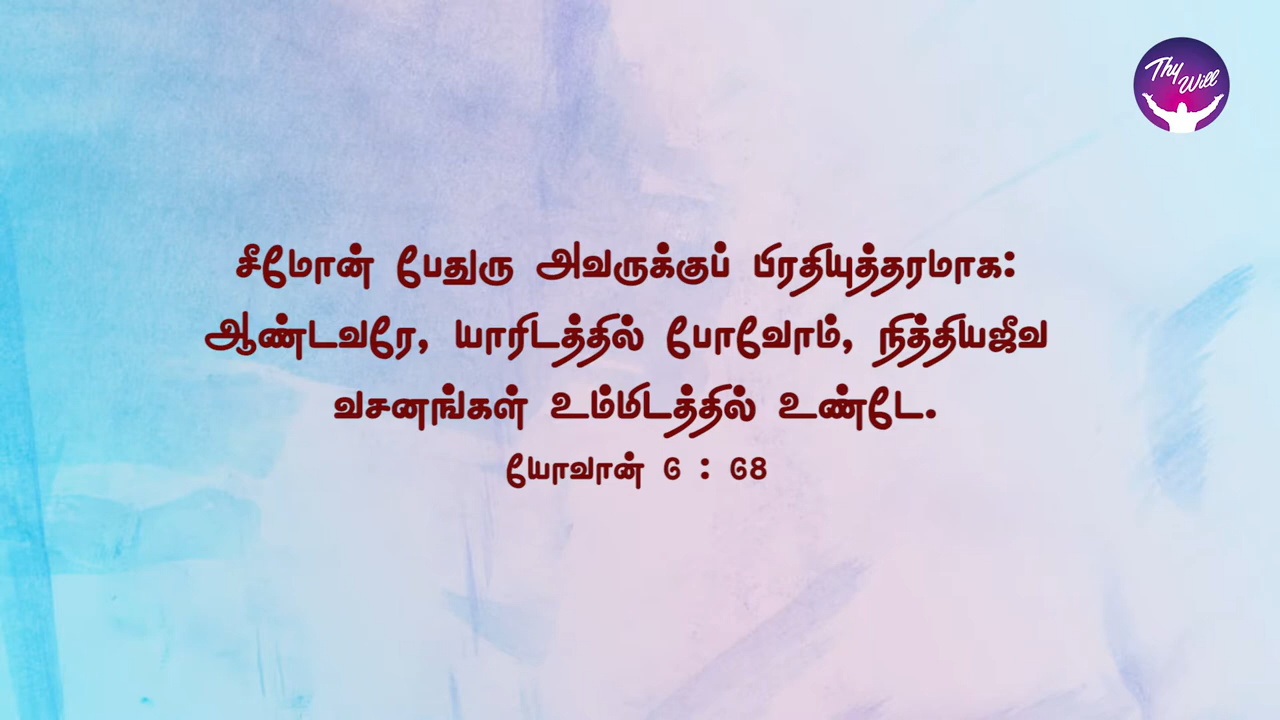 Thy Will
சீமோன் பேதுரு அவருக்குப் பிரதியுத்தரமாக:
ஆண்டவரே, யாரிடத்தில் போவோம், நித்தியஜீவ
வசனங்கள் உம்மிடத்தில் உண்டே.
யோவான் 6 : 68